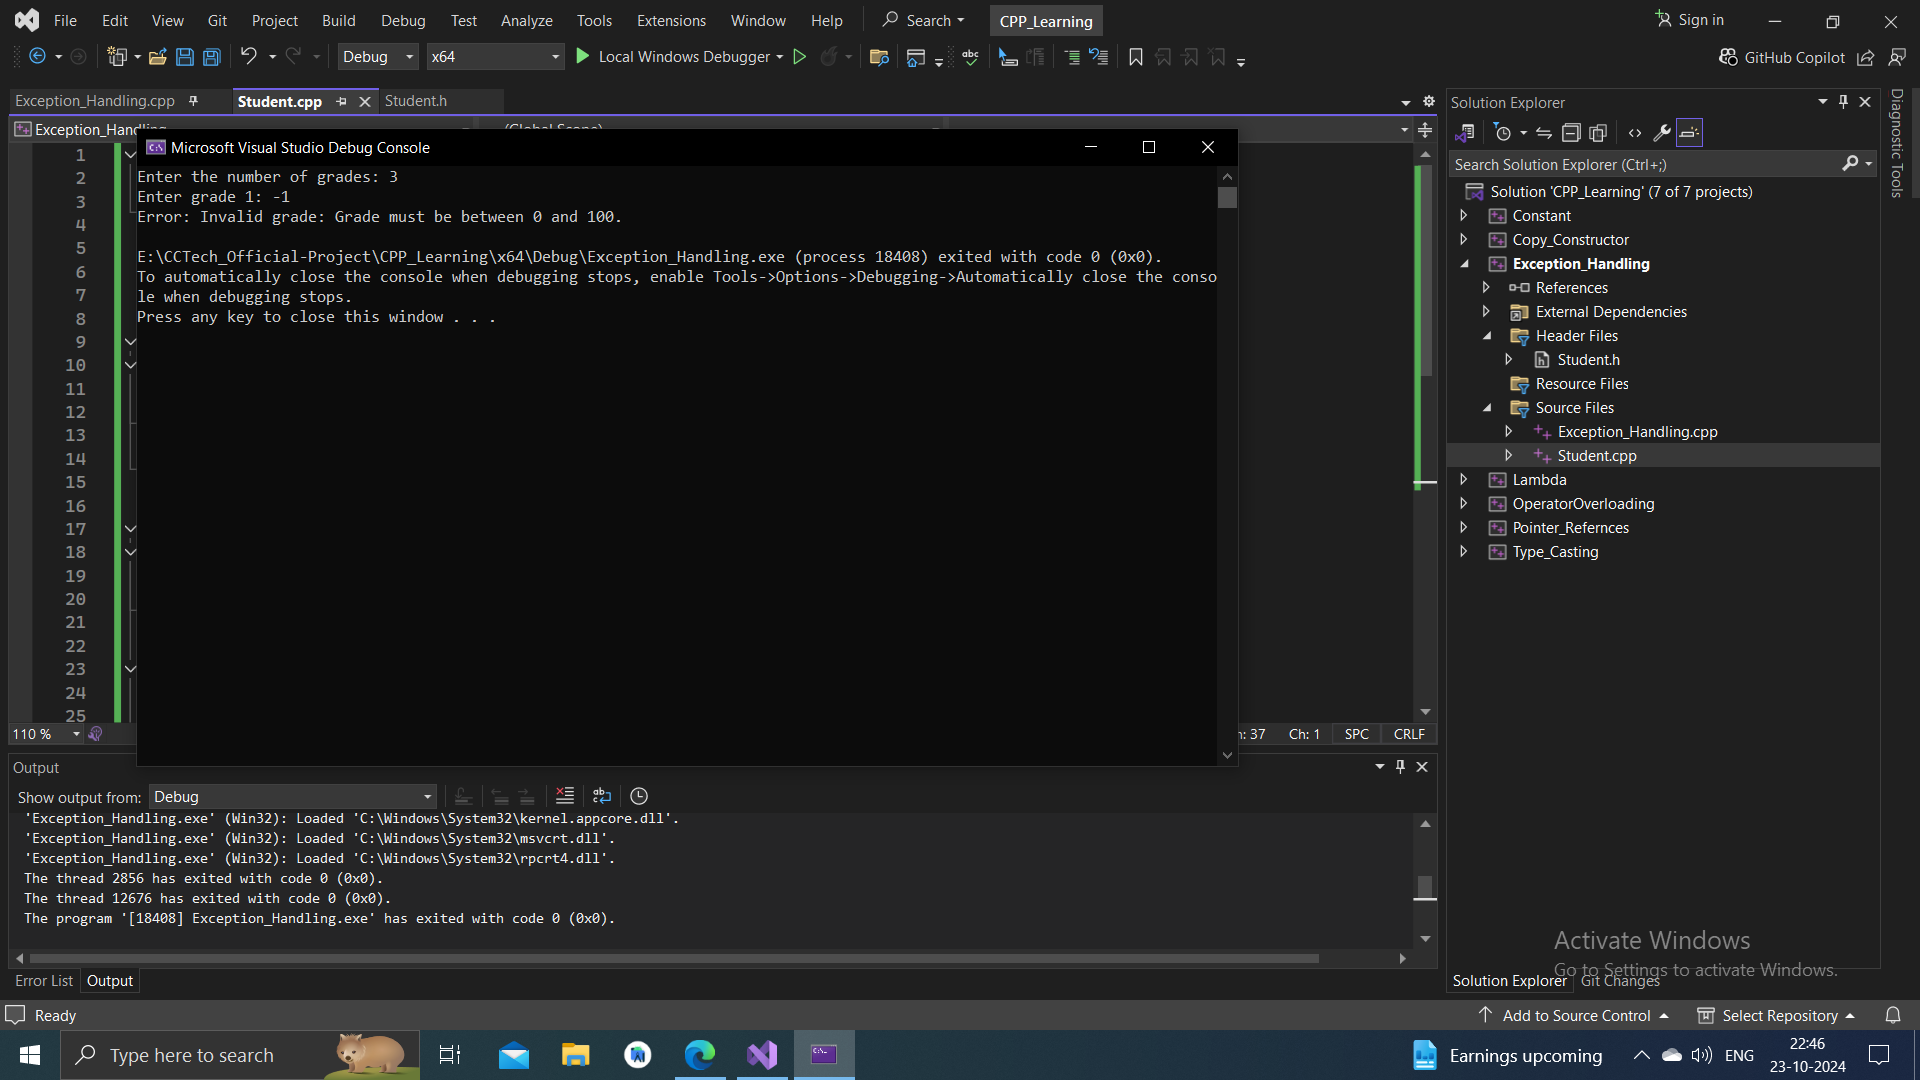 File Edit View Git Project Build Debug Test Analyze Tools Extensions Window Help Search CPP_Learning Sign in
Debug x64 Local Windows Debugger abc GitHub Copilot
Exception_Handling.cpp Student.cpp Student.h
Exception_Handling
Microsoft Visual Studio Debug Console
Enter the number of grades: 3
Enter grade 1: -1
Error: Invalid grade: Grade must be between 0 and 100.
E:\CCTech_Official-Project\CPP_Learning\x64\Debug\Exception_Handling.exe (process 18408) exited with code 0 (0x0).
To automatically close the console when debugging stops, enable Tools->Options->Debugging->Automatically close the conso
le when debugging stops.
Press any key to close this window . . .
1
2
3
4
5
6
7
8
9
10
11
12
13
14
15
16
17
18
19
20
21
22
23
24
25
110 % : 37 Ch: 1 SPC CRLF
Output
Show output from: Debug
'Exception_Handling.exe' (Win32): Loaded 'C:\Windows\System32\kernel.appcore.dll'.
'Exception_Handling.exe' (Win32): Loaded 'C:\Windows\System32\msvcrt.dll'.
'Exception_Handling.exe' (Win32): Loaded 'C:\Windows\System32\rpcrt4.dll'.
The thread 2856 has exited with code 0 (0x0).
The thread 12676 has exited with code 0 (0x0).
The program '[18408] Exception_Handling.exe' has exited with code 0 (0x0).
Error List Output
Solution Explorer
Search Solution Explorer (Ctrl+;)
Solution 'CPP_Learning' (7 of 7 projects)
Constant
Copy_Constructor
Exception_Handling
References
External Dependencies
Header Files
Student.h
Resource Files
Source Files
Exception_Handling.cpp
Student.cpp
Lambda
OperatorOverloading
Pointer_Refernces
Type_Casting
Diagnostic Tools
Activate Windows
Go to Settings to activate Windows.
Solution Explorer Git Changes
Ready Add to Source Control Select Repository
Type here to search Earnings upcoming ENG 22:46
23-10-2024